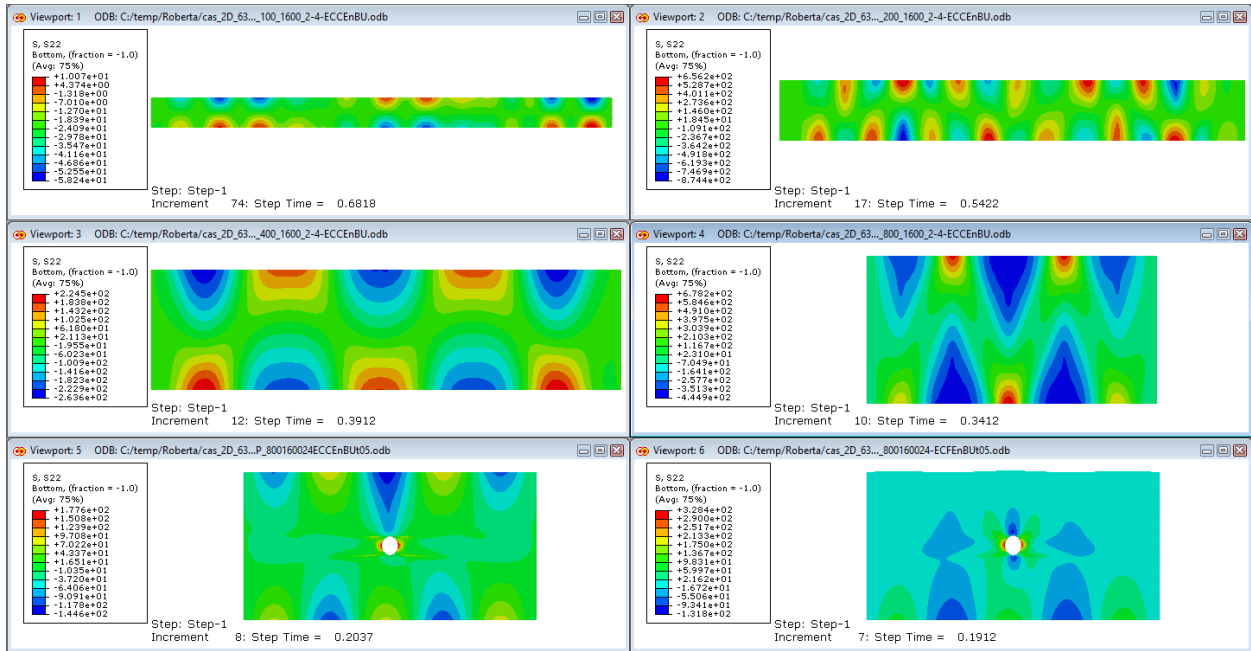 Viewport: 1 ODB: C:/temp/Roberta/cas_2D_63..._100_1600_2-4-ECCEnBU.odb
S, S22
Bottom, (fraction = -1.0)
(Avg: 75%)
+1.007e+01
+4.374e+00
-1.318e+00
-7.010e+00
-1.270e+01
-1.839e+01
-2.409e+01
-2.978e+01
-3.547e+01
-4.116e+01
-4.686e+01
-5.255e+01
-5.824e+01
Step: Step-1
Increment 74: Step Time = 0.6818
Viewport: 2 ODB: C:/temp/Roberta/cas_2D_63..._200_1600_2-4-ECCEnBU.odb
S, S22
Bottom, (fraction = -1.0)
(Avg: 75%)
+6.562e+02
+5.287e+02
+4.011e+02
+2.736e+02
+1.460e+02
+1.845e+01
-1.091e+02
-2.367e+02
-3.642e+02
-4.918e+02
-6.193e+02
-7.469e+02
-8.744e+02
Step: Step-1
Increment 17: Step Time = 0.5422
Viewport: 3 ODB: C:/temp/Roberta/cas_2D_63..._400_1600_2-4-ECCEnBU.odb
S, S22
Bottom, (fraction = -1.0)
(Avg: 75%)
+2.245e+02
+1.838e+02
+1.432e+02
+1.025e+02
+6.180e+01
+2.113e+01
-1.955e+01
-6.023e+01
-1.009e+02
-1.416e+02
-1.823e+02
-2.229e+02
-2.636e+02
Step: Step-1
Increment 12: Step Time = 0.3912
Viewport: 4 ODB: C:/temp/Roberta/cas_2D_63..._800_1600_2-4-ECCEnBU.odb
S, S22
Bottom, (fraction = -1.0)
(Avg: 75%)
+6.782e+02
+5.846e+02
+4.910e+02
+3.975e+02
+3.039e+02
+2.103e+02
+1.167e+02
+2.310e+01
-7.049e+01
-1.641e+02
-2.577e+02
-3.513e+02
-4.449e+02
Step: Step-1
Increment 10: Step Time = 0.3412
Viewport: 5 ODB: C:/temp/Roberta/cas_2D_63...P_800160024ECCEnBUt05.odb
S, S22
Bottom, (fraction = -1.0)
(Avg: 75%)
+1.776e+02
+1.508e+02
+1.239e+02
+9.708e+01
+7.022e+01
+4.337e+01
+1.651e+01
-1.035e+01
-3.720e+01
-6.406e+01
-9.091e+01
-1.178e+02
-1.446e+02
Step: Step-1
Increment 8: Step Time = 0.2037
Viewport: 6 ODB: C:/temp/Roberta/cas_2D_63..._800160024-ECFEnBUt05.odb
S, S22
Bottom, (fraction = -1.0)
(Avg: 75%)
+3.284e+02
+2.900e+02
+2.517e+02
+2.133e+02
+1.750e+02
+1.367e+02
+9.831e+01
+5.997e+01
+2.162e+01
-1.672e+01
-5.506e+01
-9.341e+01
-1.318e+02
Step: Step-1
Increment 7: Step Time = 0.1912